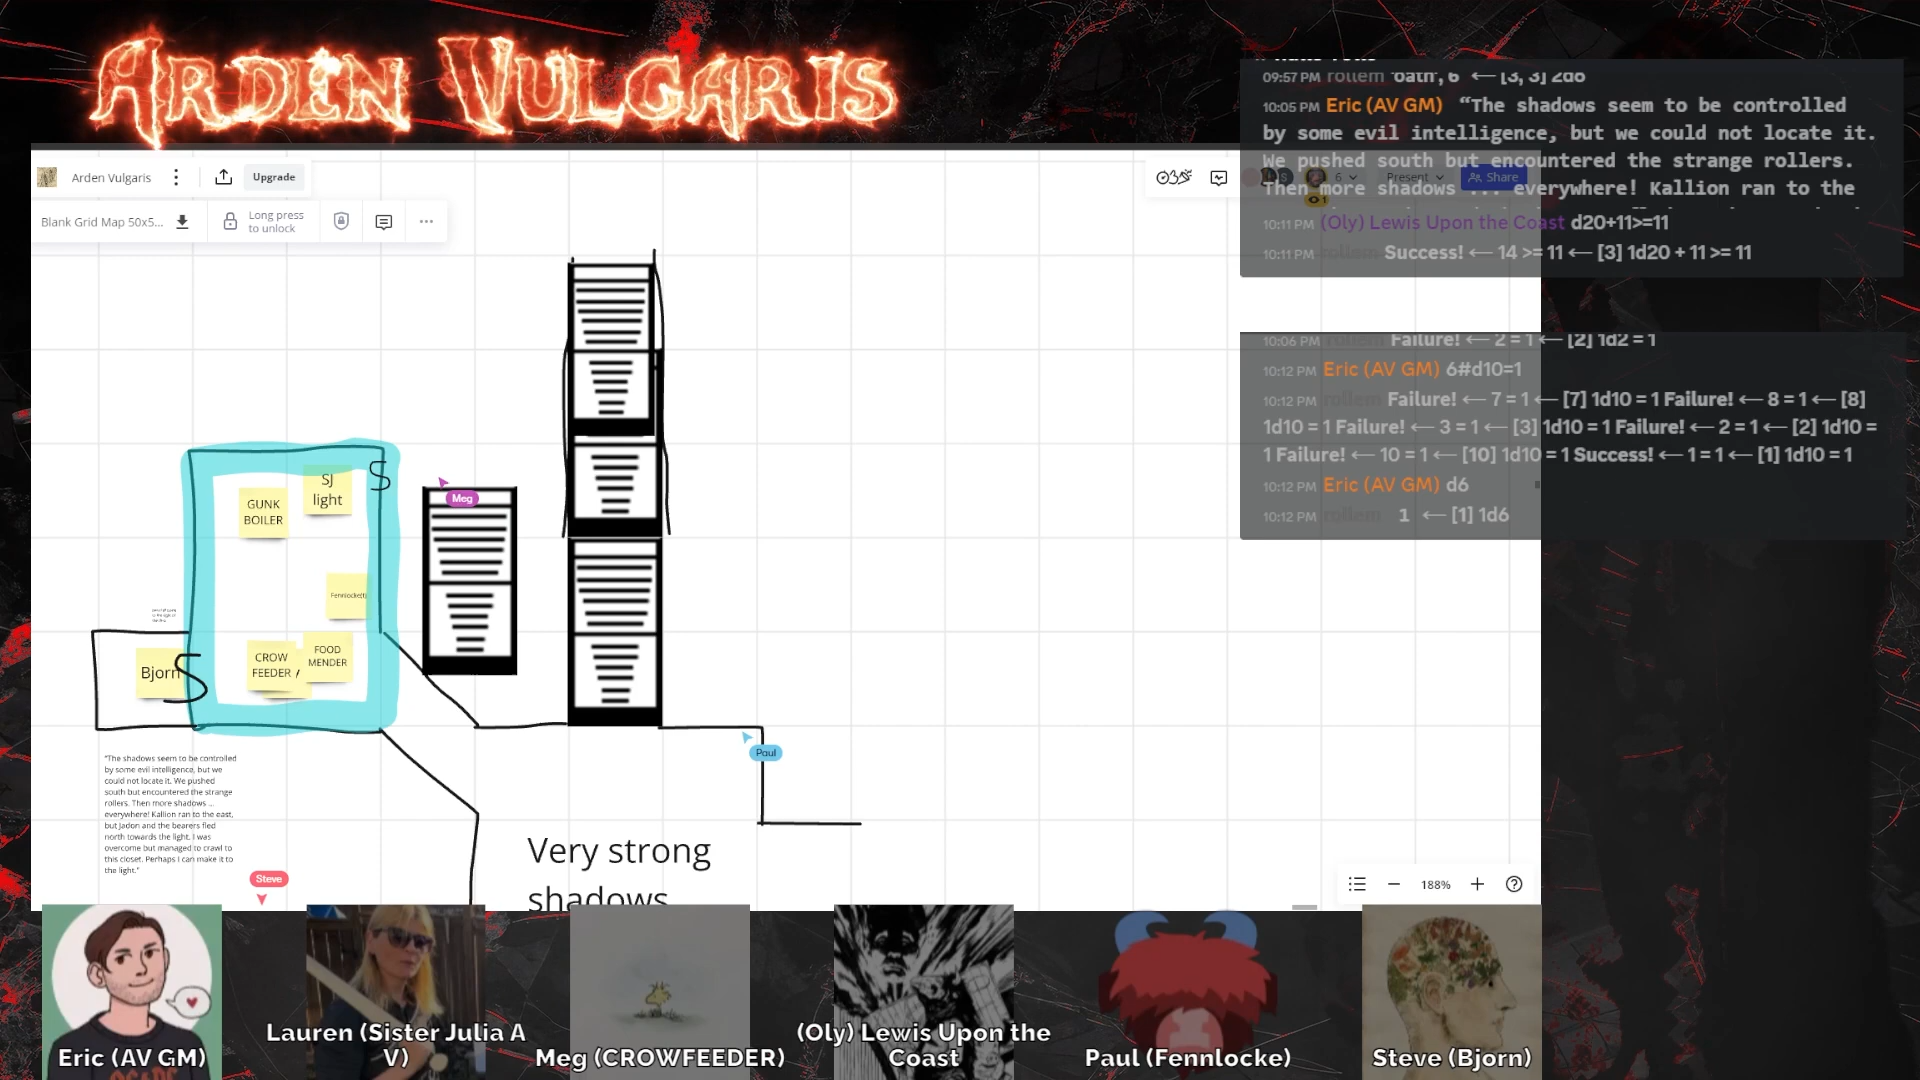 ARDEN VULGARIS
Arden Vulgaris
Upgrade
Blank Grid Map 50x5...
Long press
to unlock
6
Present
Share
1
09:57 PM rollem 'oath', 6 ⟵ [3, 3] 2d6
10:05 PM Eric (AV GM) “The shadows seem to be controlled
by some evil intelligence, but we could not locate it.
We pushed south but encountered the strange rollers.
Then more shadows ... everywhere! Kallion ran to the
10:11 PM (Oly) Lewis Upon the Coast d20+11>=11
10:11 PM rollem Success! ⟵ 14 >= 11 ⟵ [3] 1d20 + 11 >= 11
10:06 PM rollem Failure! ⟵ 2 = 1 ⟵ [2] 1d2 = 1
10:12 PM Eric (AV GM) 6#d10=1
10:12 PM rollem Failure! ⟵ 7 = 1 ⟵ [7] 1d10 = 1 Failure! ⟵ 8 = 1 ⟵ [8]
1d10 = 1 Failure! ⟵ 3 = 1 ⟵ [3] 1d10 = 1 Failure! ⟵ 2 = 1 ⟵ [2] 1d10 =
1 Failure! ⟵ 10 = 1 ⟵ [10] 1d10 = 1 Success! ⟵ 1 = 1 ⟵ [1] 1d10 = 1
10:12 PM Eric (AV GM) d6
10:12 PM rollem 1 ⟵ [1] 1d6
SJ
light
S
GUNK
BOILER
Meg
Fennlocke(t)
CROW
FEEDER
FOOD
MENDER
Bjorn
S
Paul
"The shadows seem to be controlled
by some evil intelligence, but we
could not locate it. We pushed
south but encountered the strange
rollers. Then more shadows ...
everywhere! Kallion ran to the east,
but Jadon and the bearers fled
north towards the light. I was
overcome but managed to crawl to
this closet. Perhaps I can make it to
the light."
Steve
Very strong
shadows
188%
Eric (AV GM)
Lauren (Sister Julia A
V)
Meg (CROWFEEDER)
(Oly) Lewis Upon the
Coast
Paul (Fennlocke)
Steve (Bjorn)